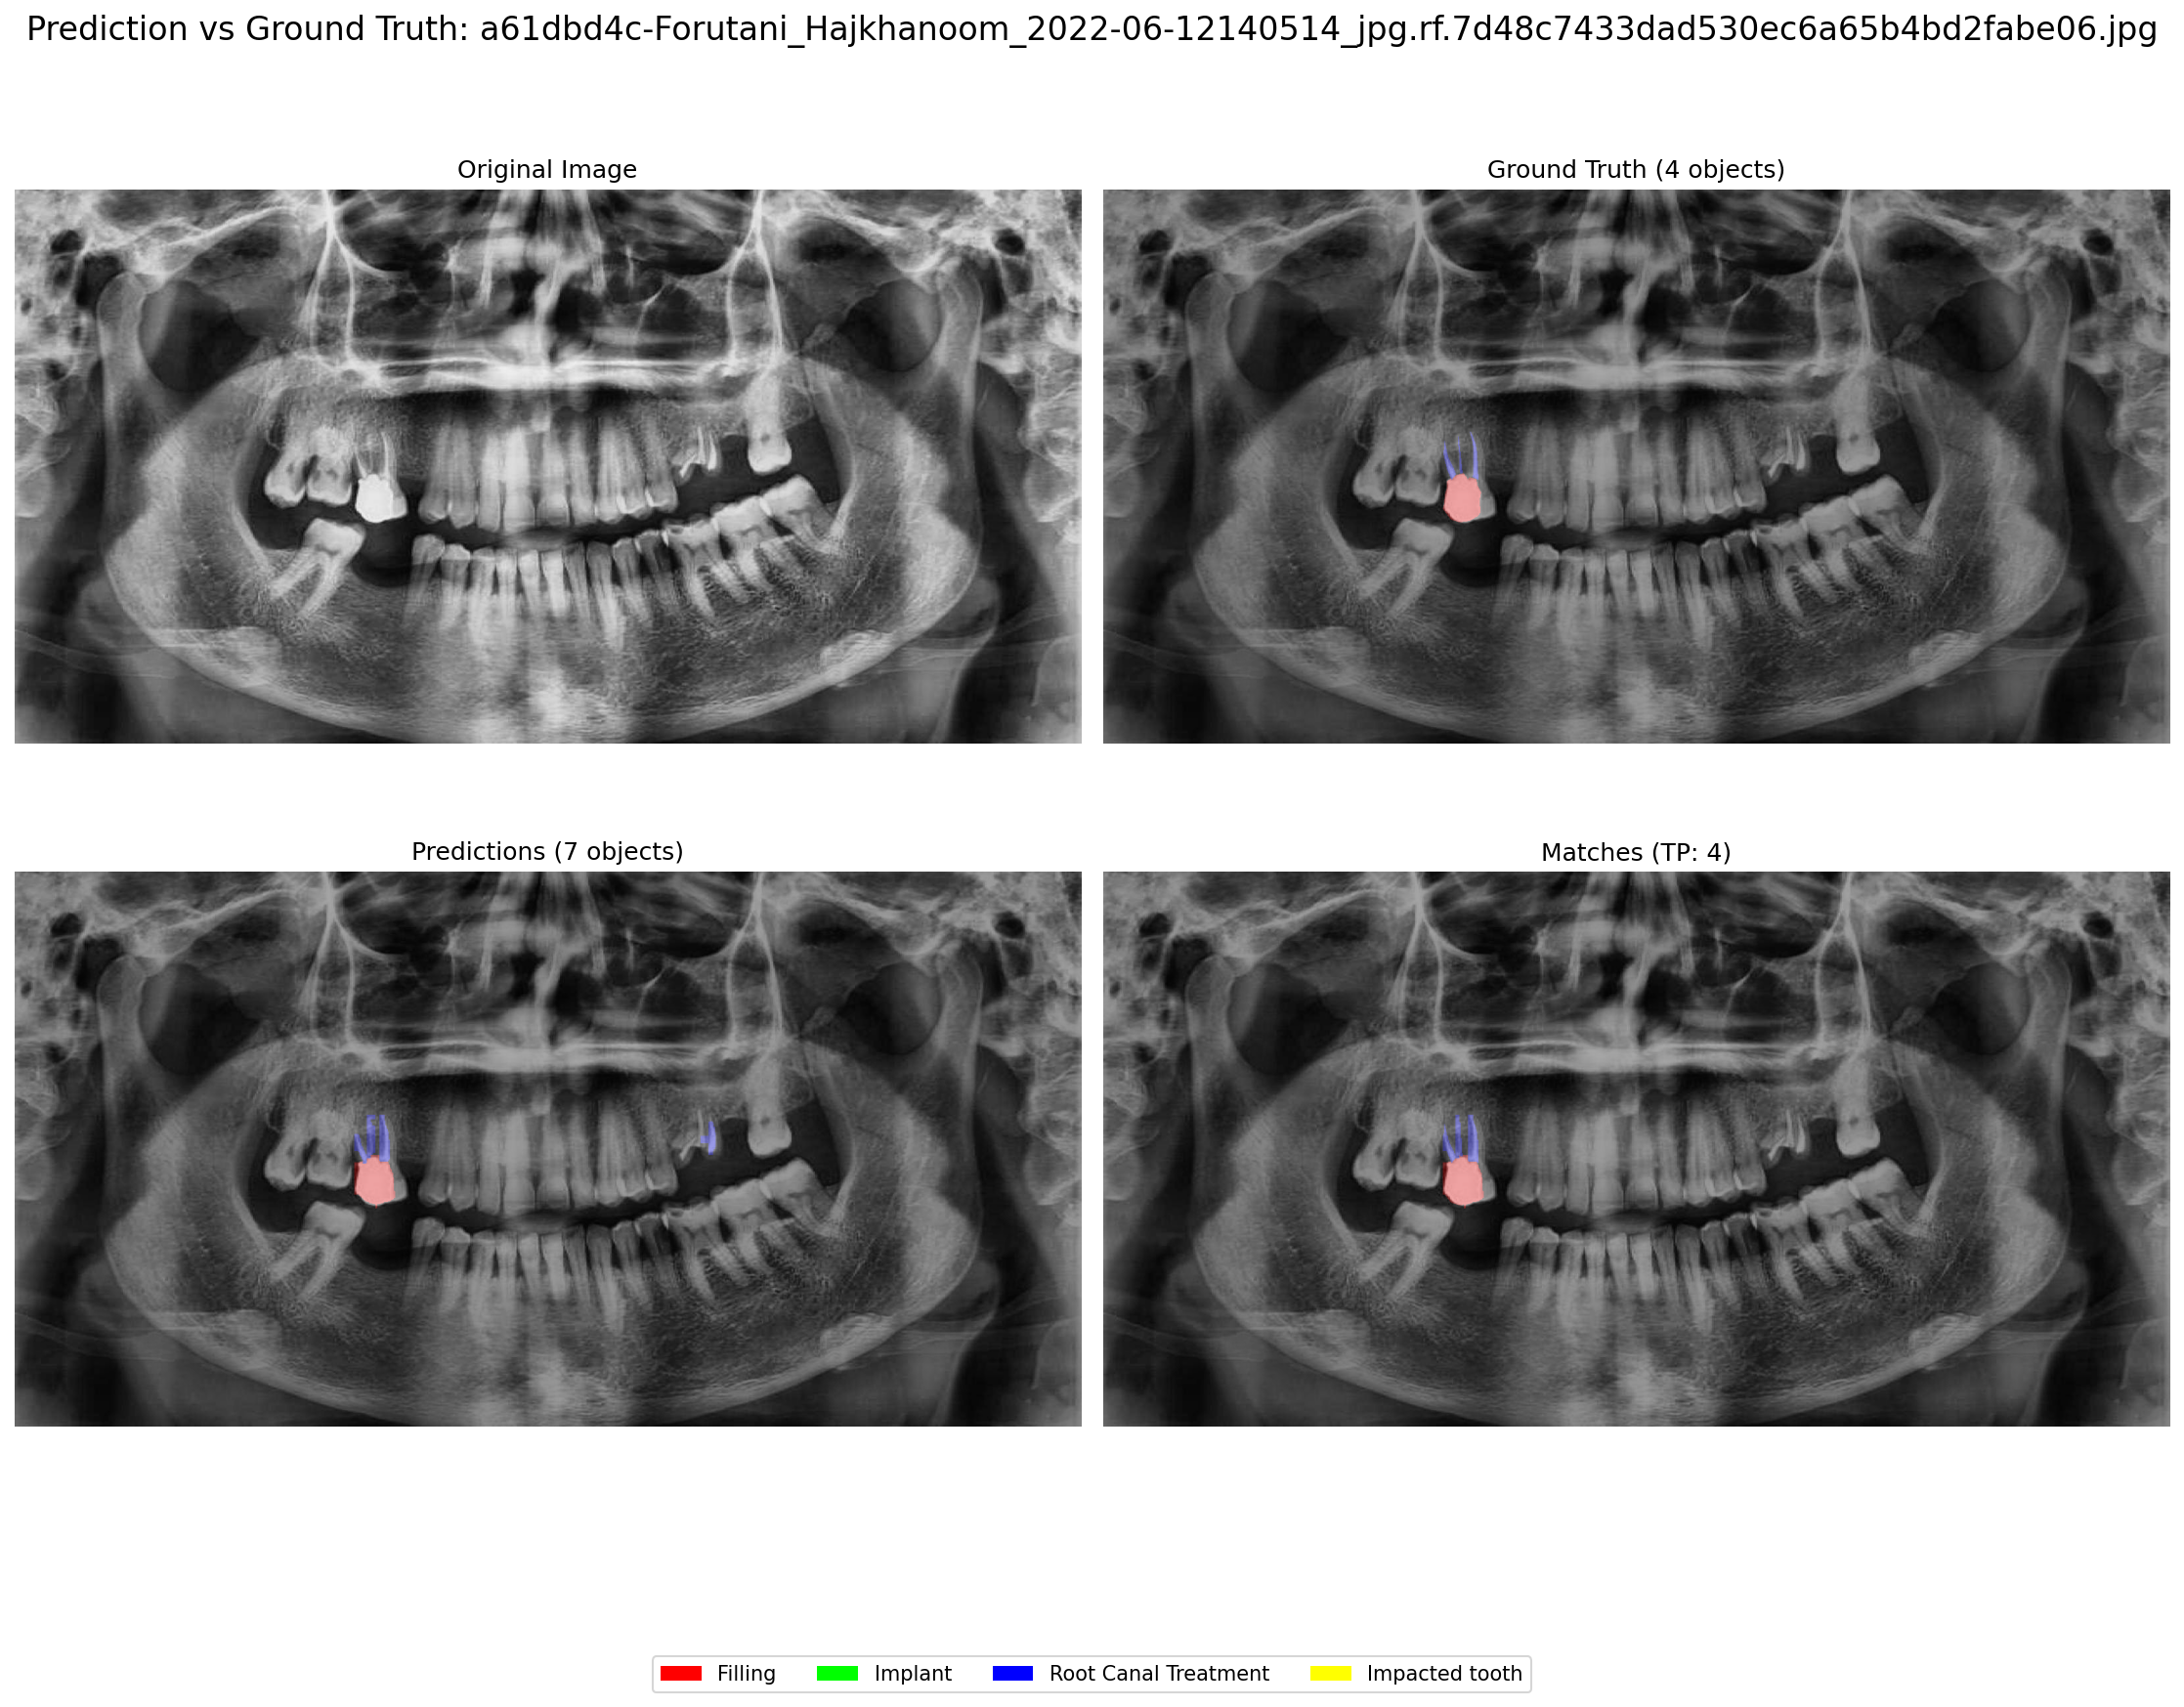 Prediction vs Ground Truth: a61dbd4c-Forutani_Hajkhanoom_2022-06-12140514_jpg.rf.7d48c7433dad530ec6a65b4bd2fabe06.jpg
Original Image
Ground Truth (4 objects)
Predictions (7 objects)
Matches (TP: 4)
Filling
Implant
Root Canal Treatment
Impacted tooth